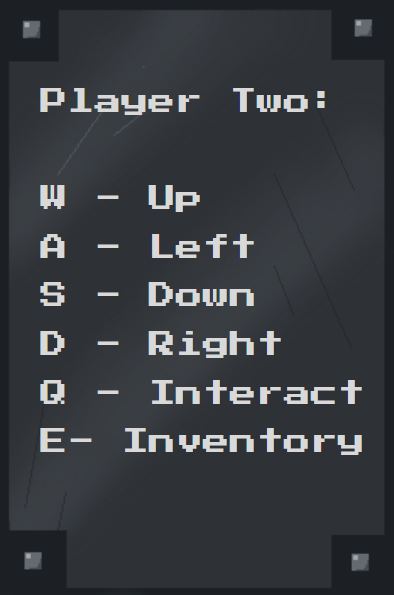 Player Two:
W - Up
A - Left
S - Down
D - Right
Q - Interact
E- Inventory